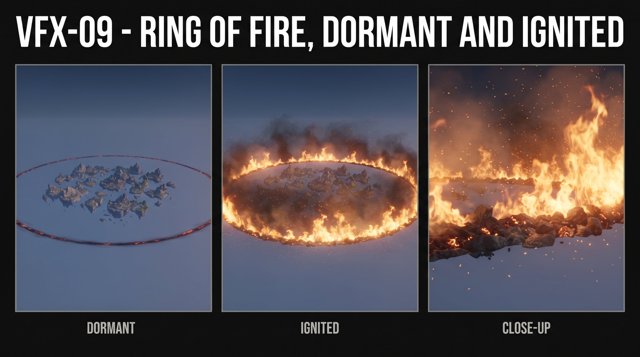 VFX-09 - RING OF FIRE, DORMANT AND IGNITED
DORMANT
IGNITED
CLOSE-UP